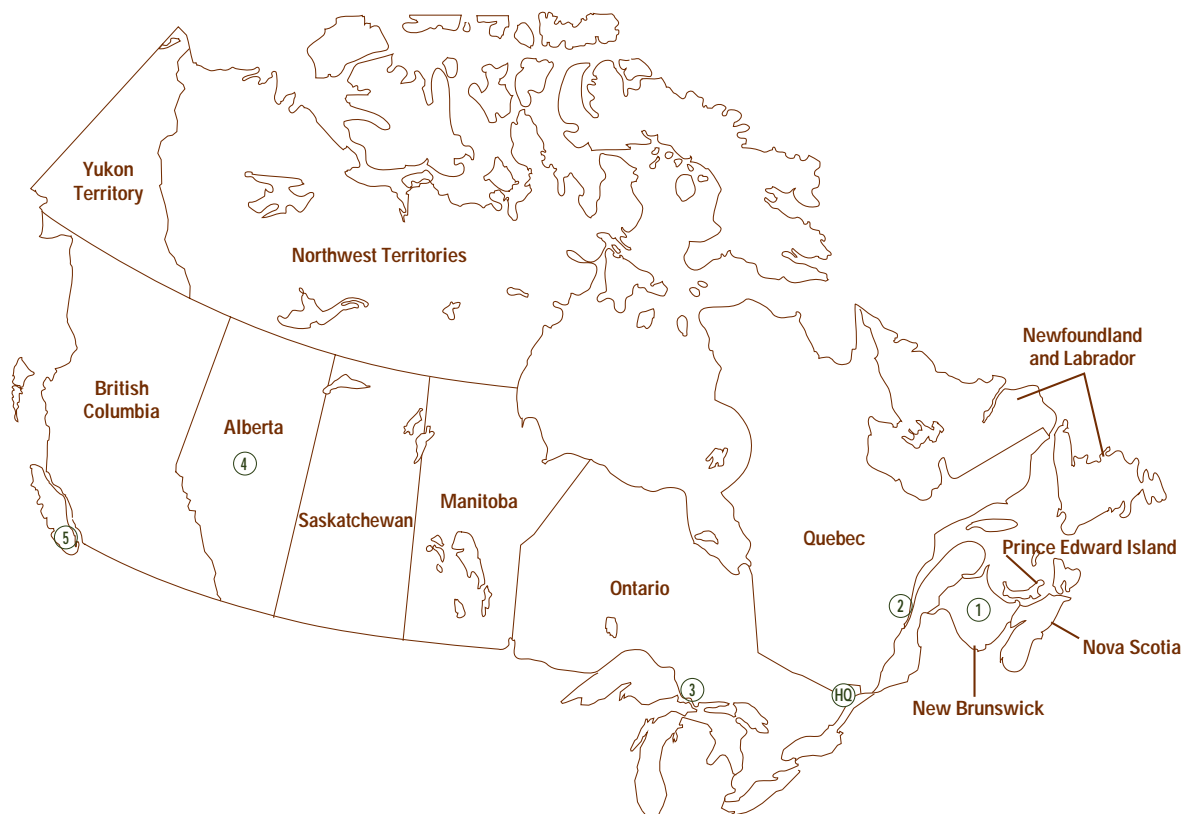 Yukon
Territory
Northwest Territories
Newfoundland
and Labrador
British
Columbia
Alberta
4
Manitoba
Saskatchewan
5
Quebec
Prince Edward Island
Ontario
2
1
Nova Scotia
3
HQ
New Brunswick